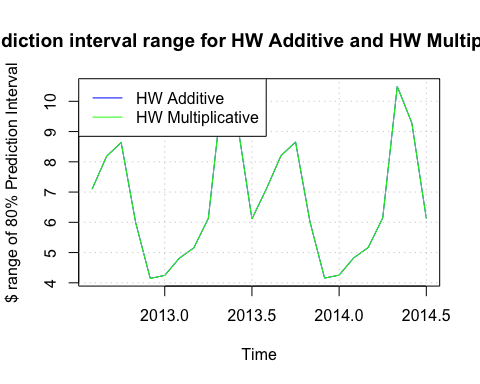 diction interval range for HW Additive and HW Multip
$ range of 80% Prediction Interval
HW Additive
HW Multiplicative
10
9
8
7
6
5
4
2013.0 2013.5 2014.0 2014.5
Time